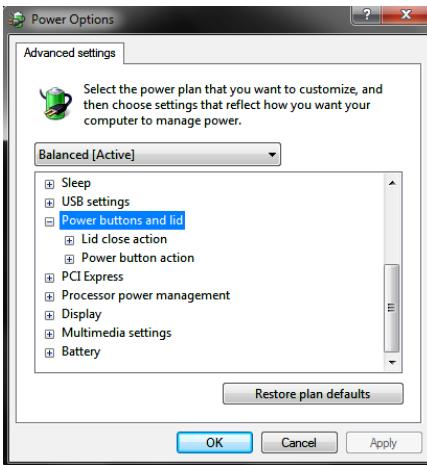 Power Options
Advanced settings
Select the power plan that you want to customize, and
then choose settings that reflect how you want your
computer to manage power.
Balanced [Active]
Sleep
USB settings
Power buttons and lid
Lid close action
Power button action
PCI Express
Processor power management
Display
Multimedia settings
Battery
Restore plan defaults
OK Cancel Apply